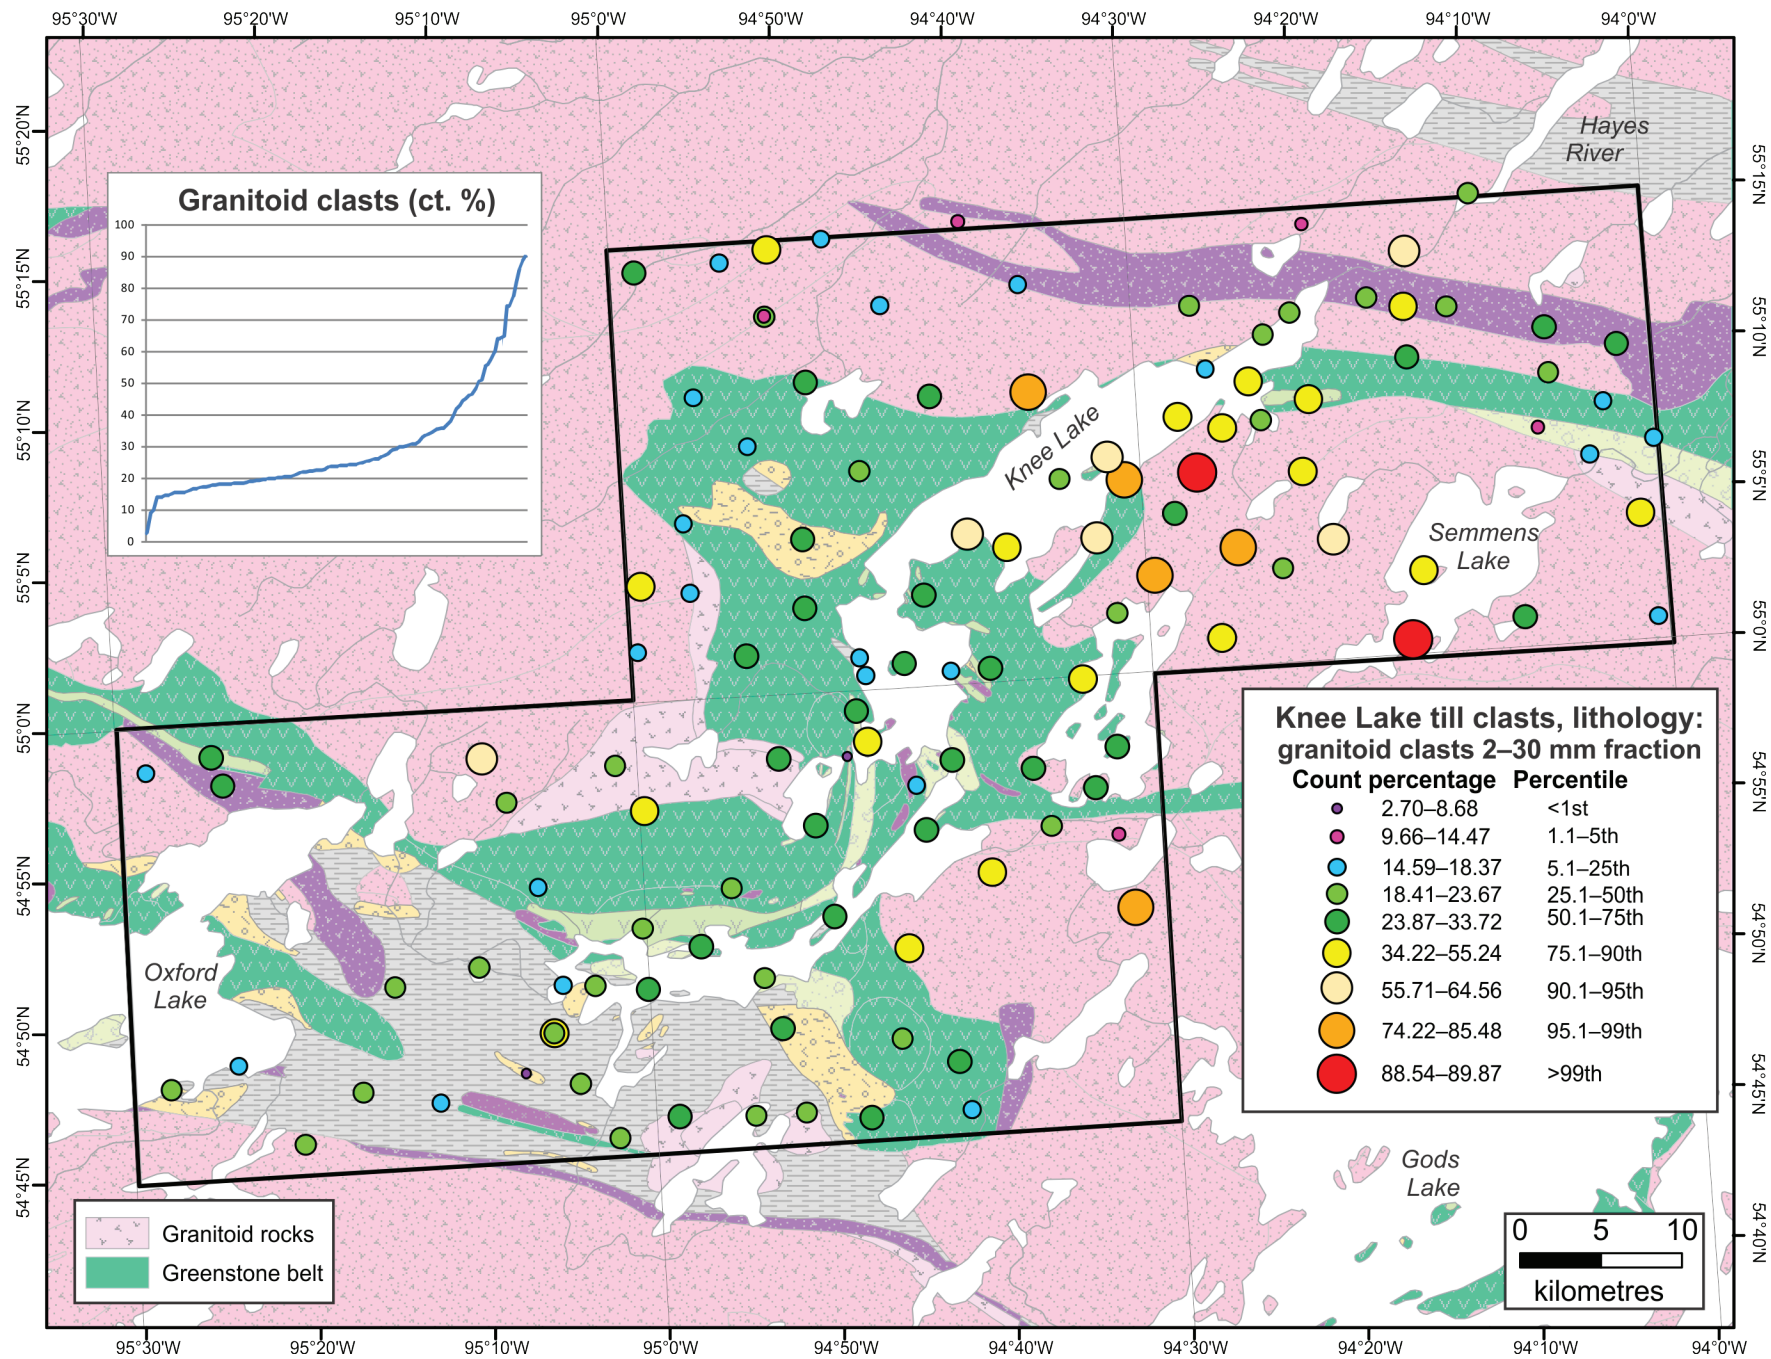 95°30'W 95°20'W 95°10'W 95°0'W 94°50'W 94°40'W 94°30'W 94°20'W 94°10'W 94°0'W
55°20'N
55°15'N
55°10'N
55°5'N
55°0'N
54°55'N
54°50'N
54°45'N
Granitoid clasts (ct. %)
100
90
80
70
60
50
40
30
20
10
0
Hayes
River
Knee Lake
Semmens
Lake
Oxford
Lake
Gods
Lake
55°15'N
55°10'N
55°5'N
55°0'N
54°55'N
54°50'N
54°45'N
54°40'N
Knee Lake till clasts, lithology:
granitoid clasts 2–30 mm fraction
Count percentage Percentile
2.70–8.68 <1st
9.66–14.47 1.1–5th
14.59–18.37 5.1–25th
18.41–23.67 25.1–50th
23.87–33.72 50.1–75th
34.22–55.24 75.1–90th
55.71–64.56 90.1–95th
74.22–85.48 95.1–99th
88.54–89.87 >99th
Granitoid rocks
Greenstone belt
0 5 10
kilometres
95°30'W 95°20'W 95°10'W 95°0'W 94°50'W 94°40'W 94°30'W 94°20'W 94°10'W 94°0'W